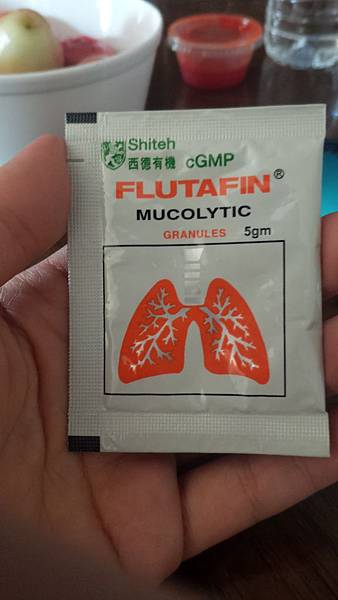 Shiteh
西德有機 cGMP
FLUTAFIN®
MUCOLYTIC
GRANULES 5gm